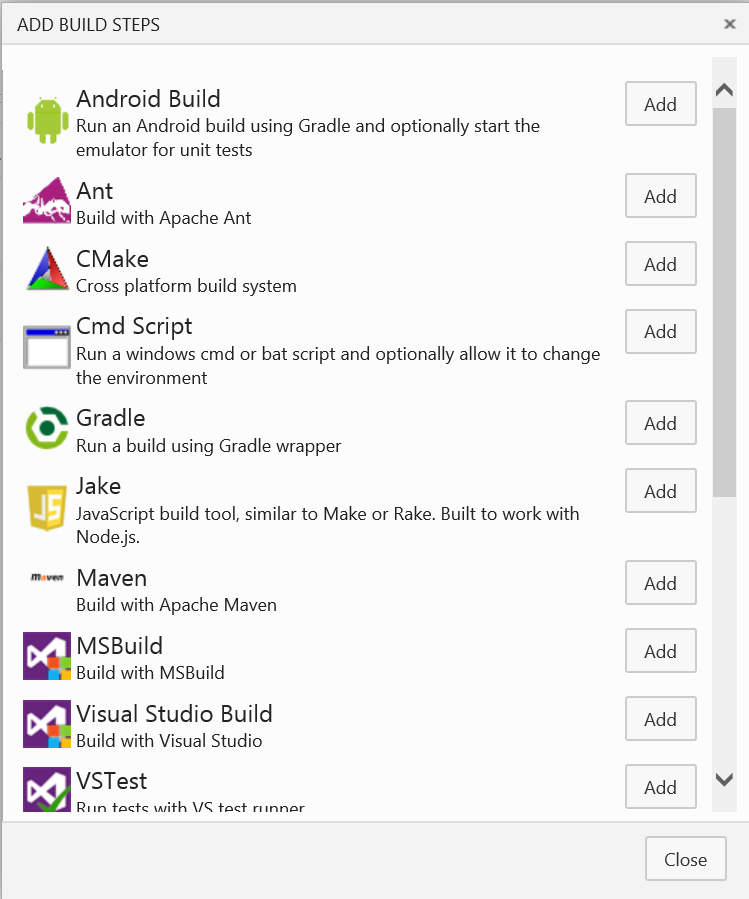 ADD BUILD STEPS
Android Build
Add
Run an Android build using Gradle and optionally start the
emulator for unit tests
Ant
Add
Build with Apache Ant
CMake
Add
Cross platform build system
Cmd Script
Add
Run a windows cmd or bat script and optionally allow it to change
the environment
Gradle
Add
Run a build using Gradle wrapper
Jake
Add
JS
JavaScript build tool, similar to Make or Rake. Built to work with
Node.js.
maven
Maven
Add
Build with Apache Maven
MSBuild
Add
Build with MSBuild
Visual Studio Build
Add
Build with Visual Studio
VSTest
Add
Run tests with VS test runner
Close